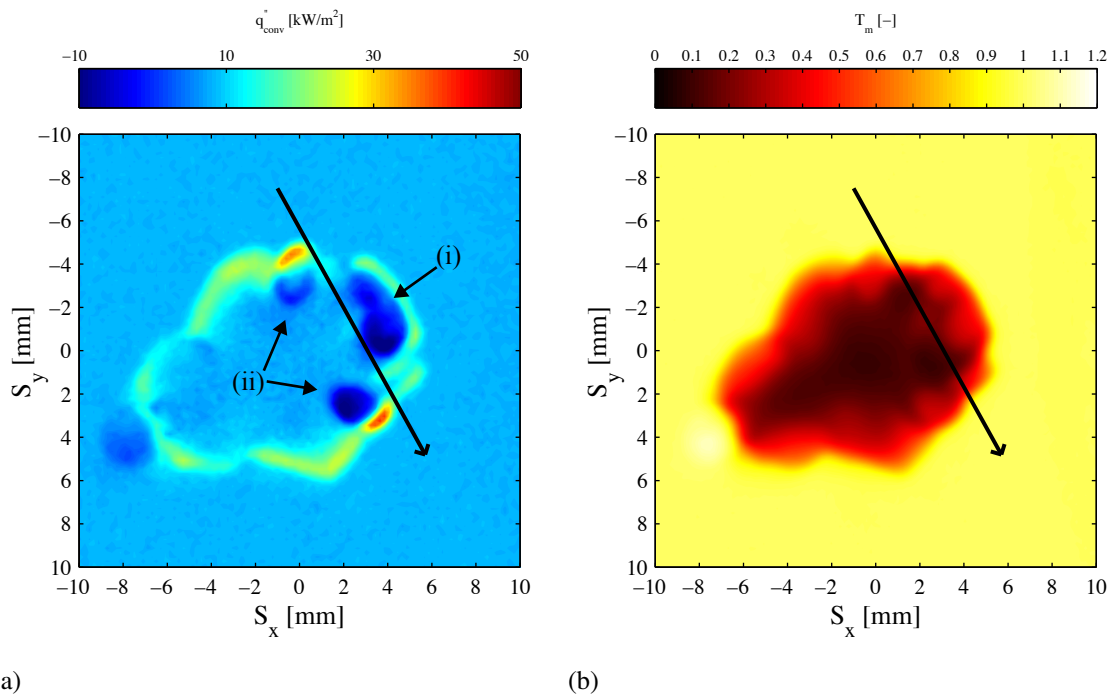 q"conv [kW/m²]
−10 10 30 50
−10
−8
−6
−4
−2
0
2
4
6
8
10
S_y [mm]
(i)
(ii)
−10 −8 −6 −4 −2 0 2 4 6 8 10
S_x [mm]
a)
T_m [−]
0 0.1 0.2 0.3 0.4 0.5 0.6 0.7 0.8 0.9 1 1.1 1.2
−10
−8
−6
−4
−2
0
2
4
6
8
10
S_y [mm]
−10 −8 −6 −4 −2 0 2 4 6 8 10
S_x [mm]
(b)